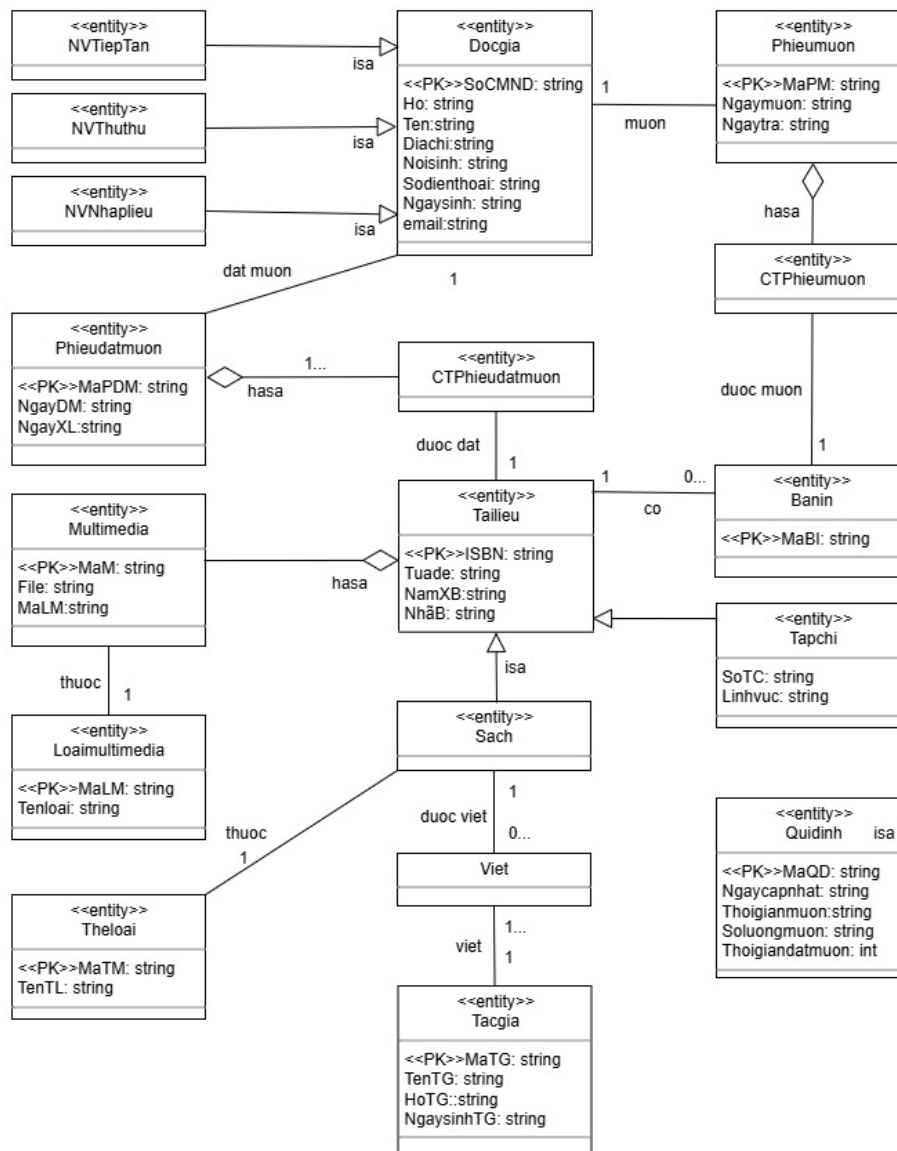 <<entity>>
NVTiepTan
isa
<<entity>>
NVThuthu
isa
<<entity>>
NVNhaplieu
isa
<<entity>>
Docgia
<<PK>>SoCMND: string
Ho: string
Ten:string
Diachi:string
Noisinh: string
Sodienthoai: string
Ngaysinh: string
email:string
1
muon
<<entity>>
Phieumuon
<<PK>>MaPM: string
Ngaymuon: string
Ngaytra: string
hasa
<<entity>>
CTPhieumuon
dat muon
1
<<entity>>
Phieudatmuon
<<PK>>MaPDM: string
NgayDM: string
NgayXL:string
1...
hasa
<<entity>>
CTPhieudatmuon
duoc muon
1
duoc dat
1
<<entity>>
Multimedia
<<PK>>MaM: string
File: string
MaLM:string
hasa
<<entity>>
Tailieu
<<PK>>ISBN: string
Tuade: string
NamXB:string
NhãB: string
1
0...
co
<<entity>>
Banin
<<PK>>MaBI: string
<<entity>>
Tapchi
SoTC: string
Linhvuc: string
isa
thuoc
1
<<entity>>
Loaimultimedia
<<PK>>MaLM: string
Tenloai: string
<<entity>>
Sach
thuoc
1
1
duoc viet
0...
<<entity>>
Quidinh
isa
<<PK>>MaQD: string
Ngaycapnhat: string
Thoigianmuon:string
Soluongmuon: string
Thoigiandatmuon: int
Viet
<<entity>>
Theloai
<<PK>>MaTM: string
TenTL: string
1...
viet
1
<<entity>>
Tacgia
<<PK>>MaTG: string
TenTG: string
HoTG::string
NgaysinhTG: string